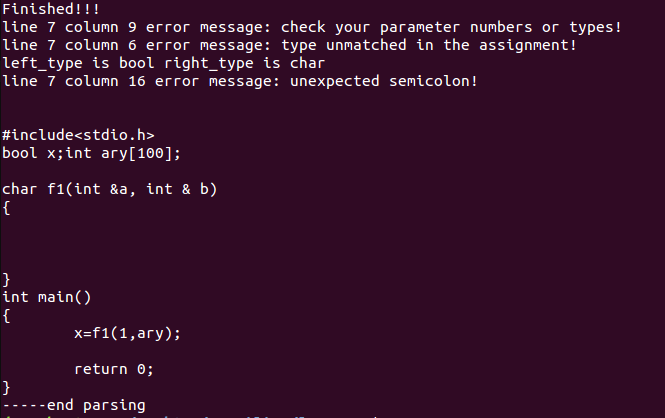 Finished!!!
line 7 column 9 error message: check your parameter numbers or types!
line 7 column 6 error message: type unmatched in the assignment!
left_type is bool right_type is char
line 7 column 16 error message: unexpected semicolon!
#include<stdio.h>
bool x;int ary[100];
char f1(int &a, int & b)
{
}
int main()
{
x=f1(1,ary);
return 0;
}
-----end parsing